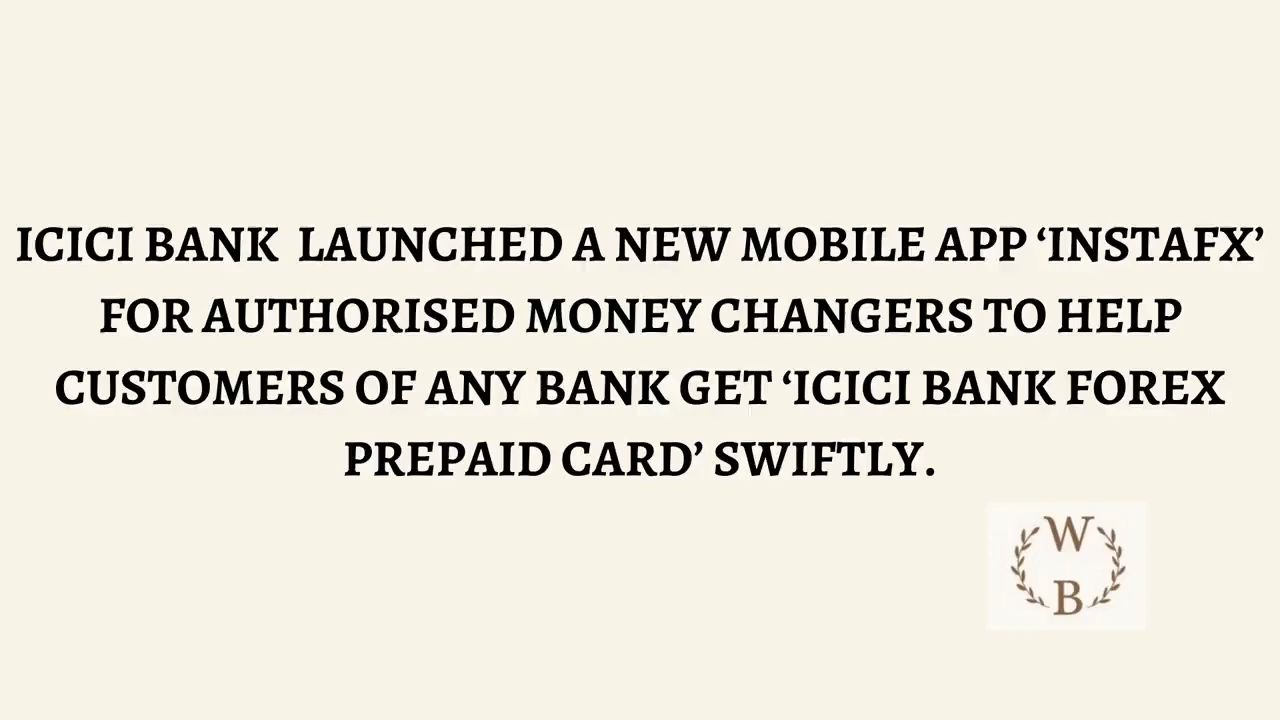 ICICI BANK  LAUNCHED A NEW MOBILE APP ‘INSTAFX’
FOR AUTHORISED MONEY CHANGERS TO HELP
CUSTOMERS OF ANY BANK GET ‘ICICI BANK FOREX
PREPAID CARD’ SWIFTLY.
W
B